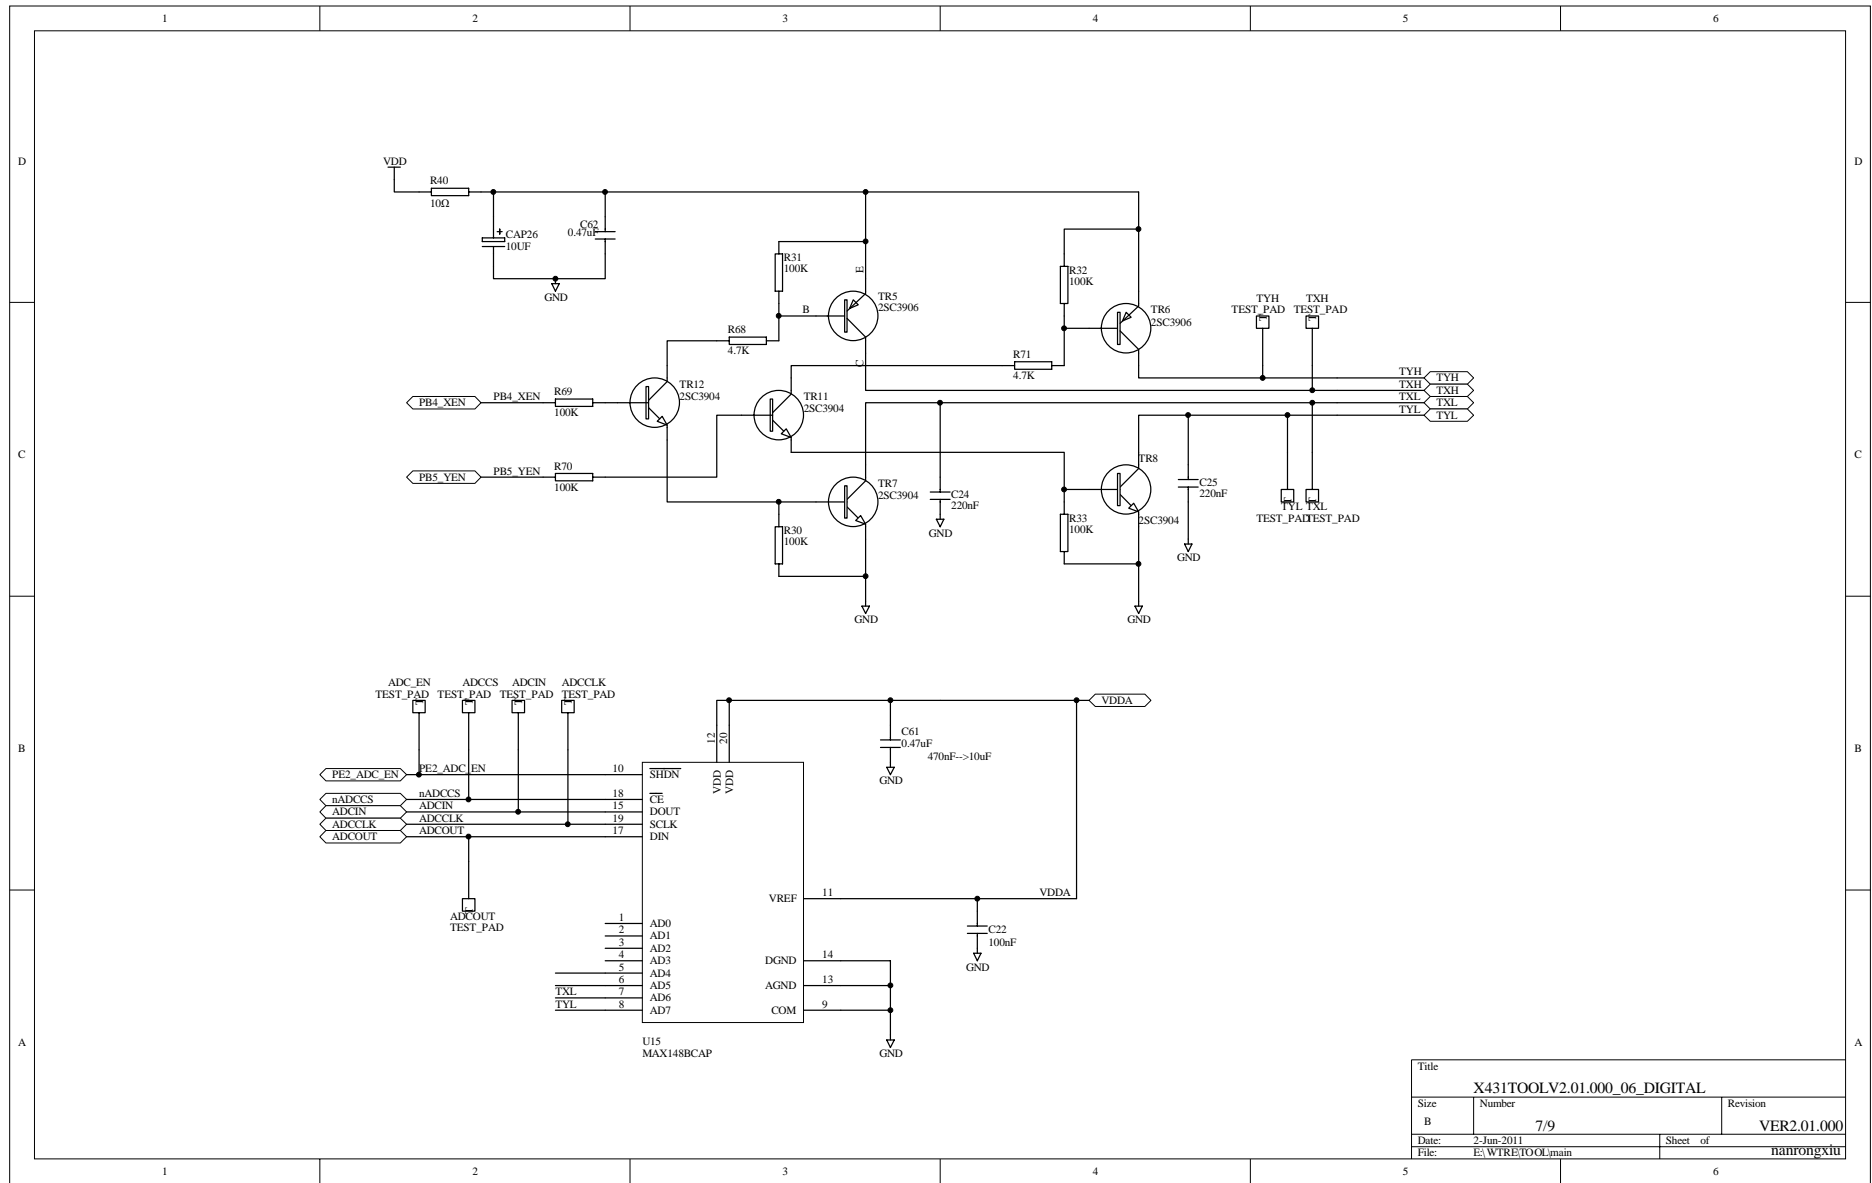 1 2 3 4 5 6
D D
VDD
R40
10Ω
CAP26
10UF
C62
0.47uF
GND
R31
100K
E
B
C
TR5
2SC3906
R32
100K
TR6
2SC3906
TYH
TEST_PAD
TXH
TEST_PAD
R68
4.7K
R71
4.7K
TYH TYH
TXH TXH
TXL TXL
TYL TYL
PB4_XEN PB4_XEN
R69
100K
TR12
2SC3904
TR11
2SC3904
C C
PB5_YEN PB5_YEN
R70
100K
TR7
2SC3904
C24
220nF
GND
TR8
2SC3904
C25
220nF
GND
TYL
TEST_PAD
TXL
TEST_PAD
R30
100K
R33
100K
GND
GND
ADC_EN
TEST_PAD
ADCCS
TEST_PAD
ADCIN
TEST_PAD
ADCCLK
TEST_PAD
VDDA
12
20
C61
0.47uF
470nF-->10uF
GND
B B
PE2_ADC_EN PE2_ADC_EN 10 SHDN
VDD
VDD
nADCCS nADCCS 18 CE
ADCIN ADCIN 15 DOUT
ADCCLK ADCCLK 19 SCLK
ADCOUT ADCOUT 17 DIN
VREF 11 VDDA
ADCOUT
TEST_PAD
C22
100nF
GND
1 AD0
2 AD1
3 AD2
4 AD3
5 AD4
6 AD5
TXL 7 AD6
TYL 8 AD7
DGND 14
AGND 13
COM 9
GND
U15
MAX148BCAP
A A
Title
X431TOOLV2.01.000_06_DIGITAL
Size Number Revision
B 7/9 VER2.01.000
Date: 2-Jun-2011 Sheet of
File: E:\WTRE\TOOL\main nanrongxiu
1 2 3 4 5 6